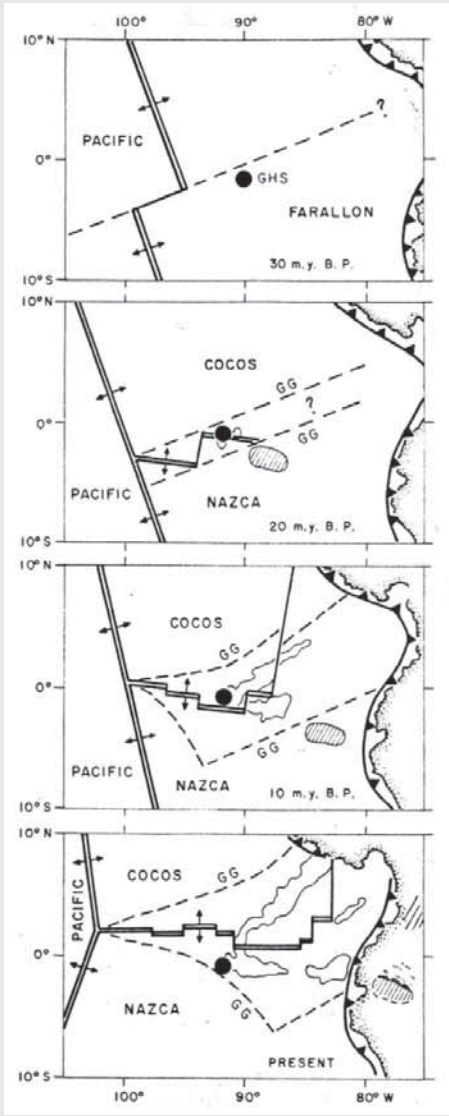 100° 90° 80° W
10° N
PACIFIC
?
0°
GHS
FARALLON
10° S
30 m.y. B.P.
10° N
COCOS
GG
?
0°
GG
PACIFIC
NAZCA
10° S
20 m.y. B.P.
10° N
COCOS
GG
0°
GG
PACIFIC
NAZCA
10° S
10 m.y. B.P.
10° N
PACIFIC
COCOS
GG
0°
GG
NAZCA
PRESENT
10° S
100° 90° 80° W